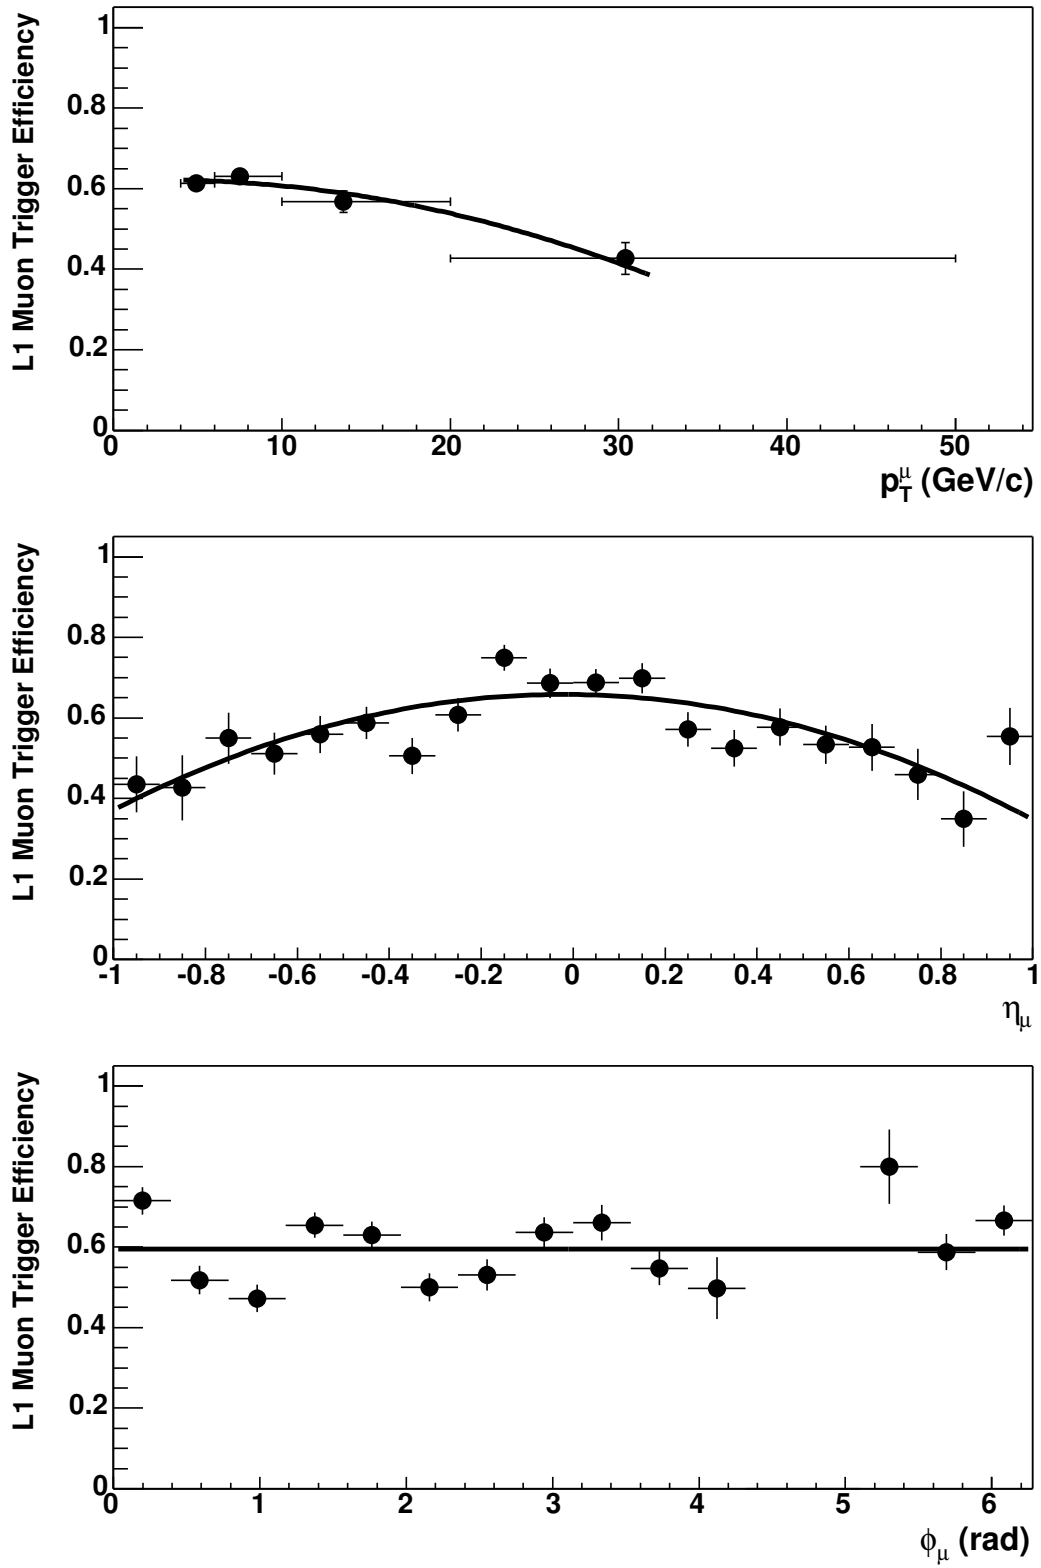 L1 Muon Trigger Efficiency
1
0.8
0.6
0.4
0.2
0
0 10 20 30 40 50
p_T^μ (GeV/c)
L1 Muon Trigger Efficiency
1
0.8
0.6
0.4
0.2
0
-1 -0.8 -0.6 -0.4 -0.2 0 0.2 0.4 0.6 0.8 1
η_μ
L1 Muon Trigger Efficiency
1
0.8
0.6
0.4
0.2
0
0 1 2 3 4 5 6
ϕ_μ (rad)